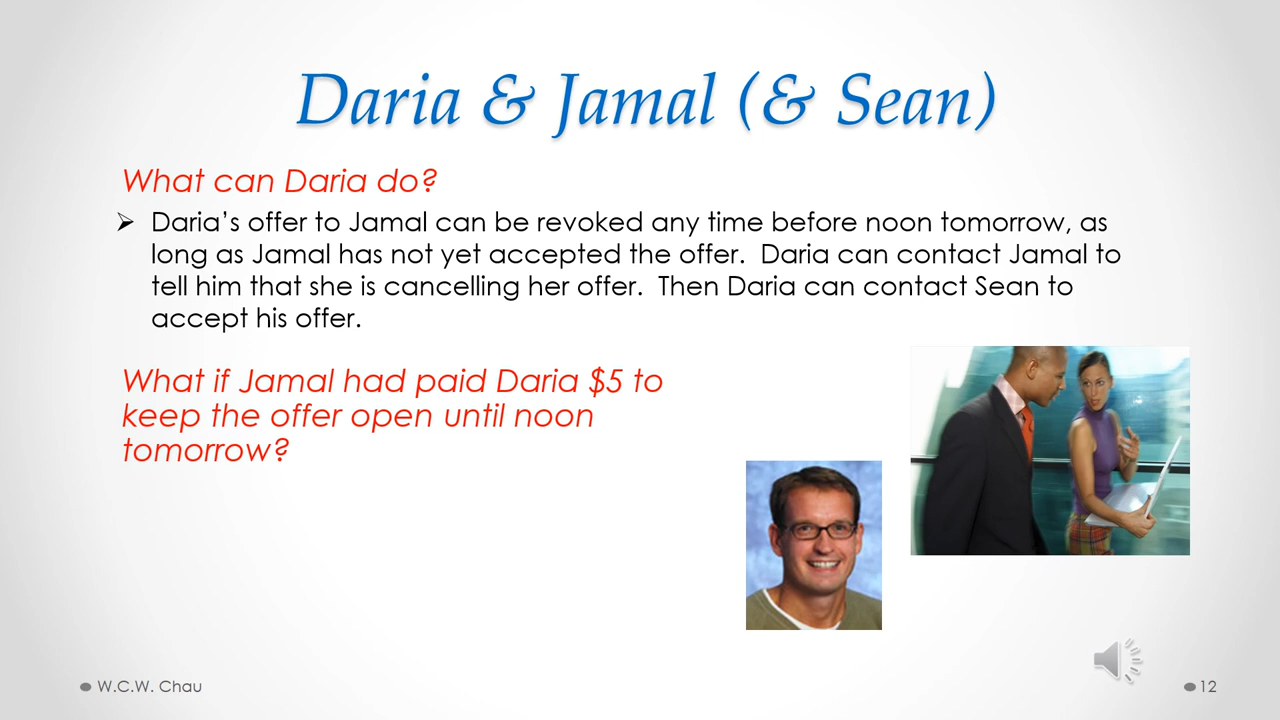 Daria & Jamal (& Sean)
What can Daria do?
Daria’s offer to Jamal can be revoked any time before noon tomorrow, as
long as Jamal has not yet accepted the offer.  Daria can contact Jamal to
tell him that she is cancelling her offer.  Then Daria can contact Sean to
accept his offer.
What if Jamal had paid Daria $5 to
keep the offer open until noon
tomorrow?
W.C.W. Chau
12